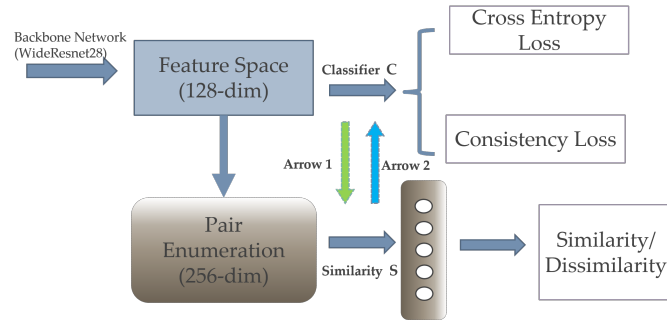 Backbone Network
(WideResnet28)
Feature Space
(128-dim)
Classifier C
Cross Entropy
Loss
Consistency Loss
Arrow 1
Arrow 2
Pair
Enumeration
(256-dim)
Similarity S
Similarity/
Dissimilarity